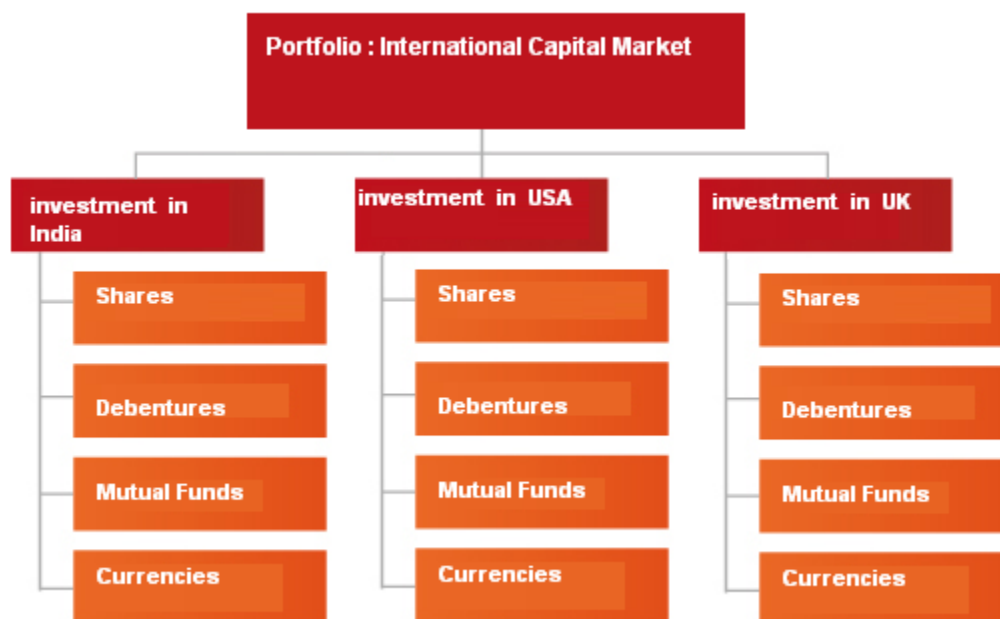 Portfolio : International Capital Market
investment in
India
Shares
Debentures
Mutual Funds
Currencies
investment in USA
Shares
Debentures
Mutual Funds
Currencies
investment in UK
Shares
Debentures
Mutual Funds
Currencies